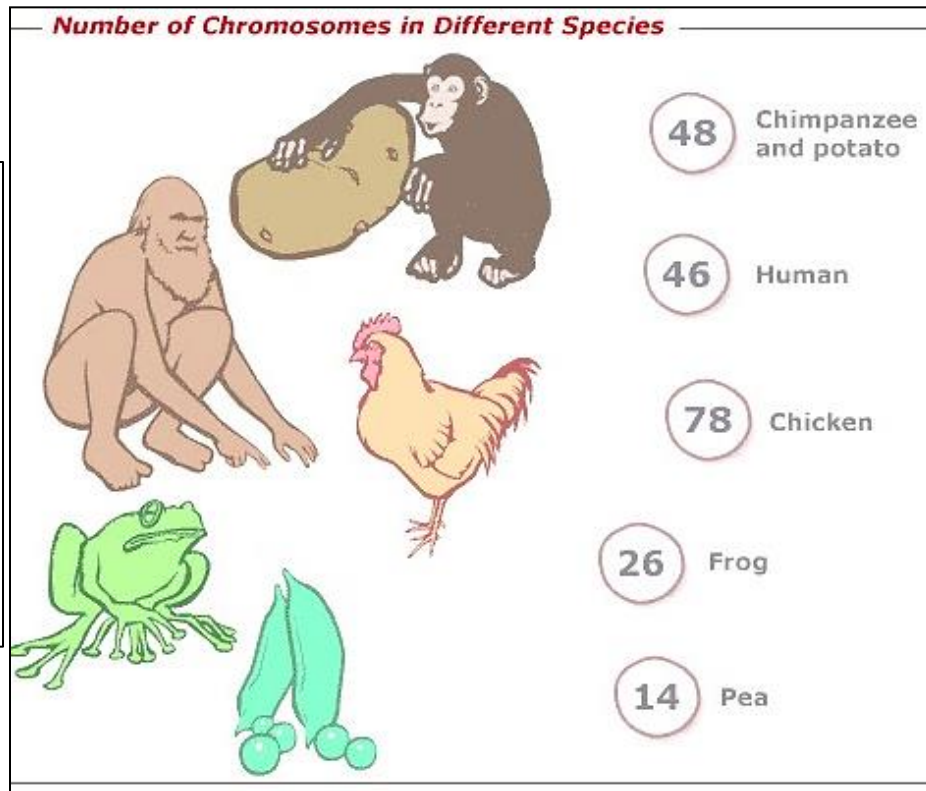 Number of Chromosomes in Different Species
48 Chimpanzee
and potato
46 Human
78 Chicken
26 Frog
14 Pea